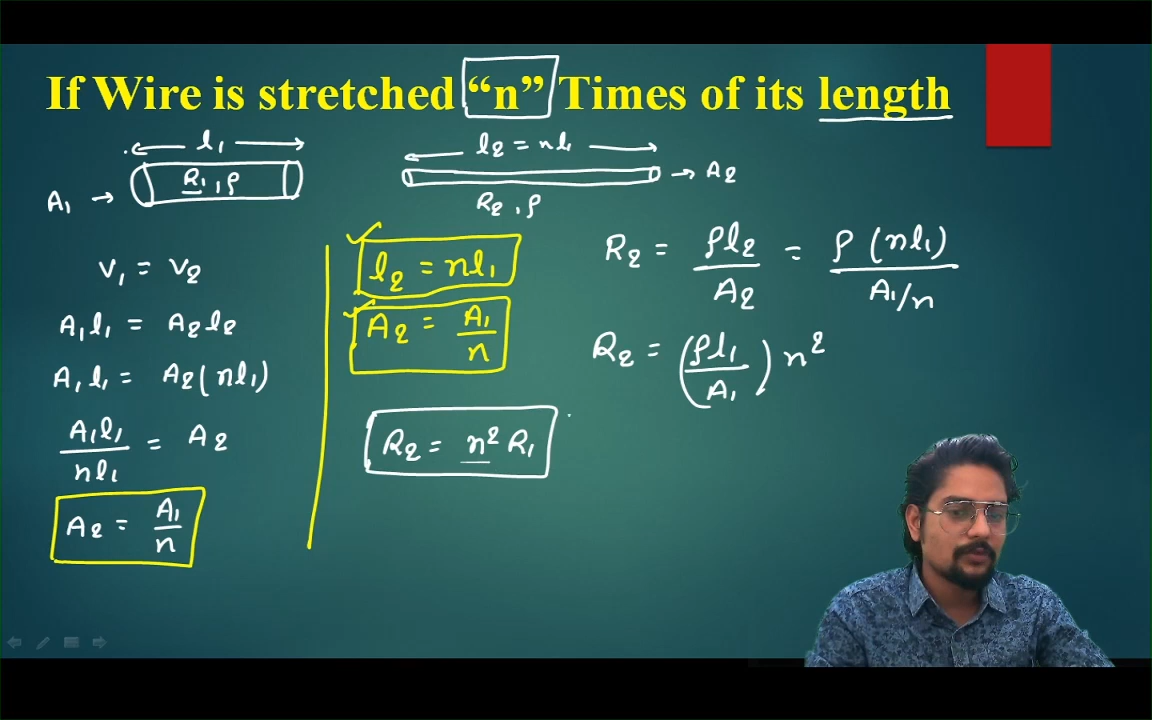 If Wire is stretched “n” Times of its length
l₁
l₂ = nl₁
A₁ →
R₁, ρ
→ A₂
R₂, ρ
V₁ = V₂
A₁l₁ = A₂l₂
A₁l₁ = A₂(nl₁)
A₁l₁/nl₁ = A₂
A₂ = A₁/n
l₂ = nl₁
A₂ = A₁/n
R₂ = n² R₁
R₂ = ρl₂/A₂ = ρ(nl₁)/A₁/n
R₂ = (ρl₁/A₁) n²